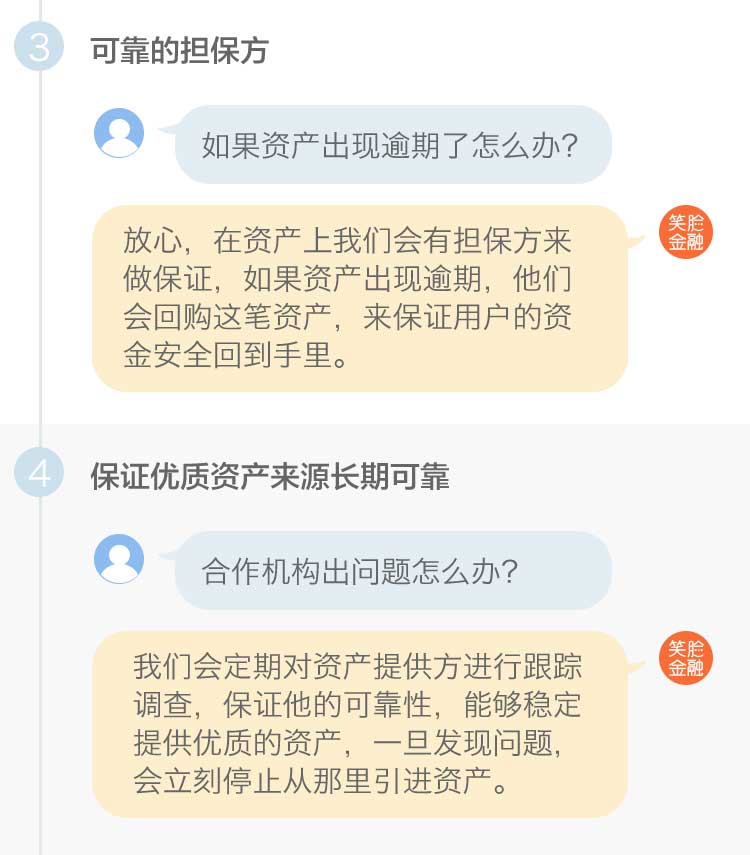 3
可靠的担保方
如果资产出现逾期了怎么办?
笑脸
金融
放心，在资产上我们会有担保方来
做保证，如果资产出现逾期，他们
会回购这笔资产，来保证用户的资
金安全回到手里。
4
保证优质资产来源长期可靠
合作机构出问题怎么办?
笑脸
金融
我们会定期对资产提供方进行跟踪
调查，保证他的可靠性，能够稳定
提供优质的资产，一旦发现问题，
会立刻停止从那里引进资产。